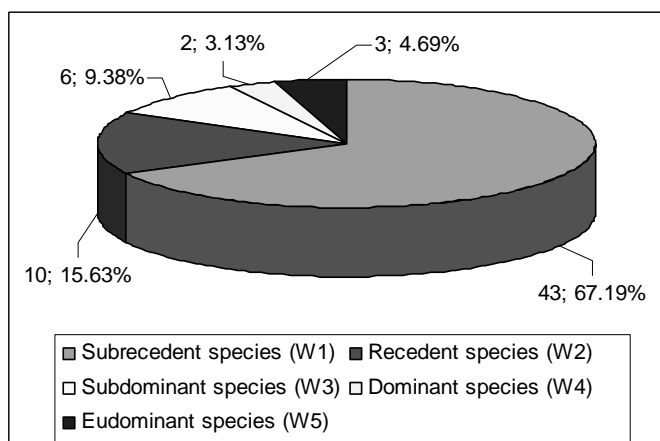 2; 3.13%
3; 4.69%
6; 9.38%
10; 15.63%
43; 67.19%
Subrecedent species (W1) Recedent species (W2)
Subdominant species (W3) Dominant species (W4)
Eudominant species (W5)